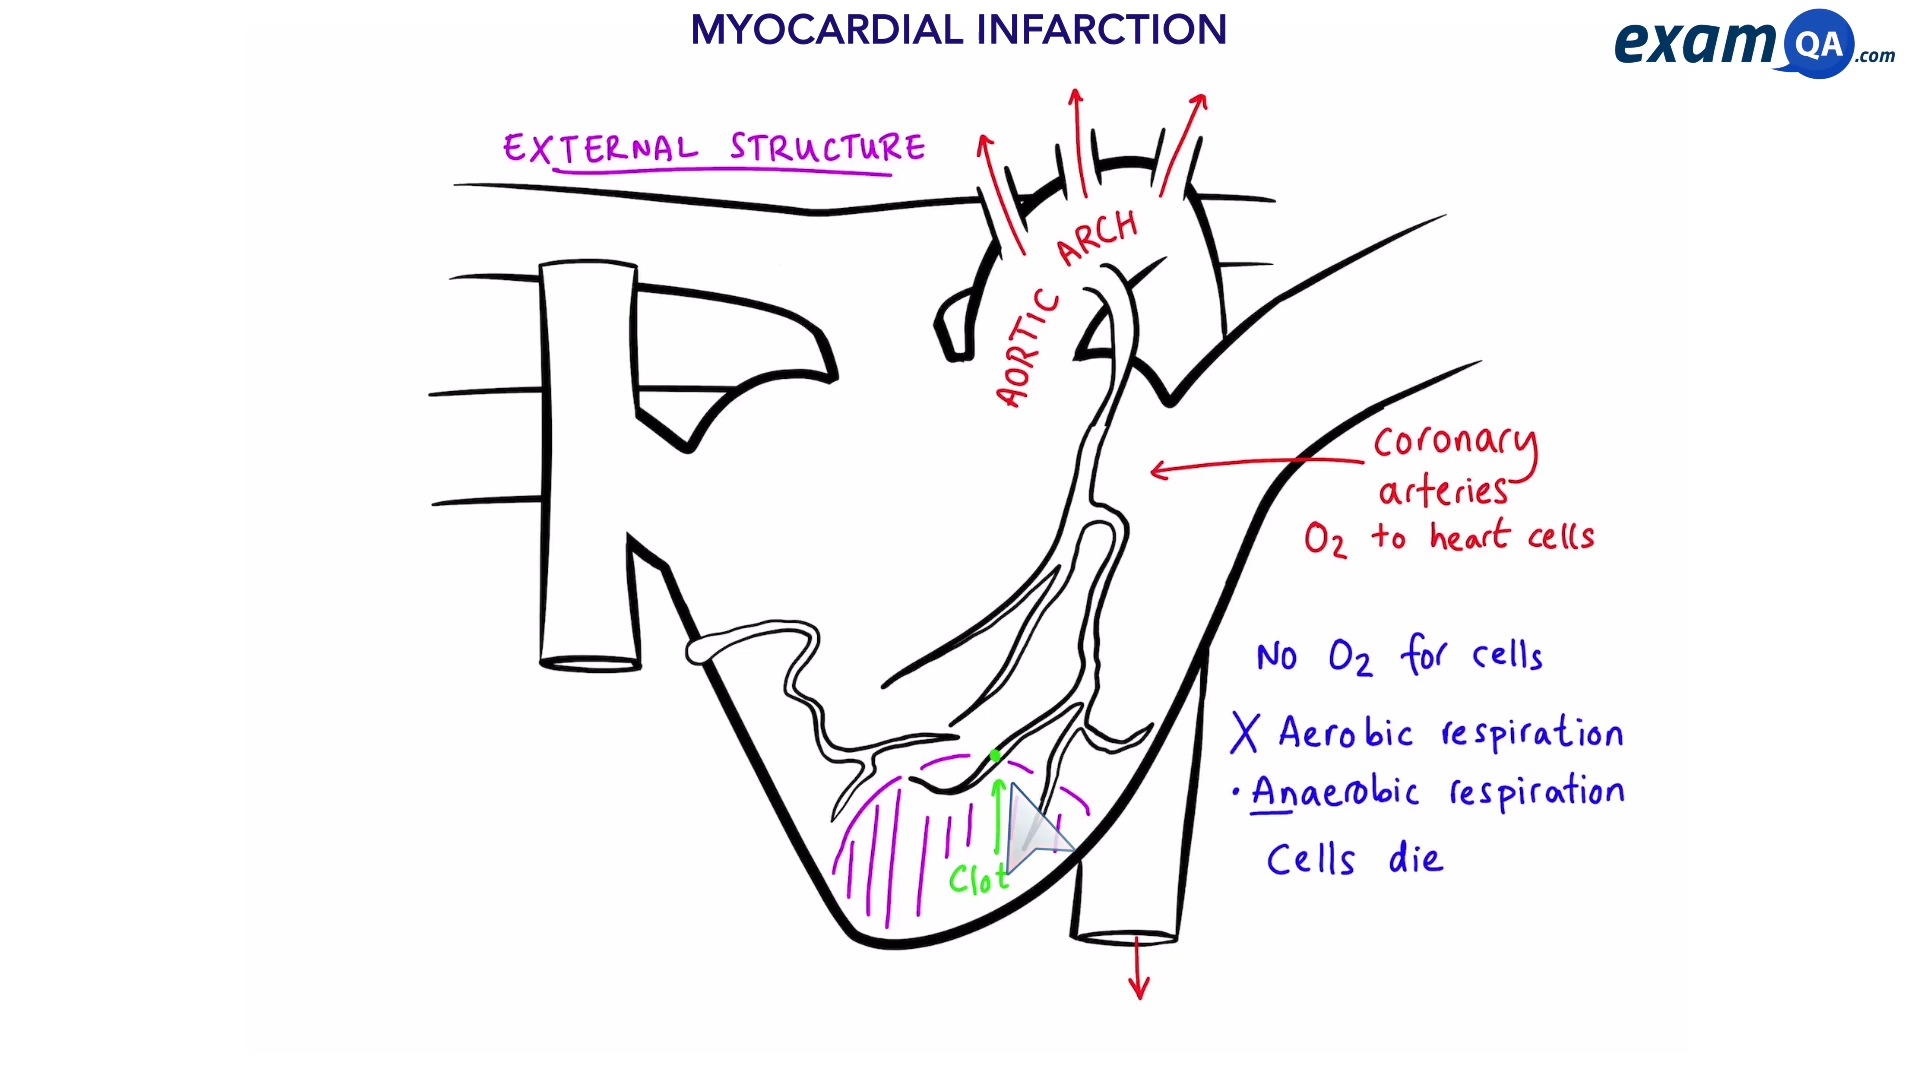 MYOCARDIAL INFARCTION
examQA.com
EXTERNAL STRUCTURE
AORTIC ARCH
coronary
arteries
O2 to heart cells
No O2 for cells
X Aerobic respiration
• Anaerobic respiration
Cells die
Clot